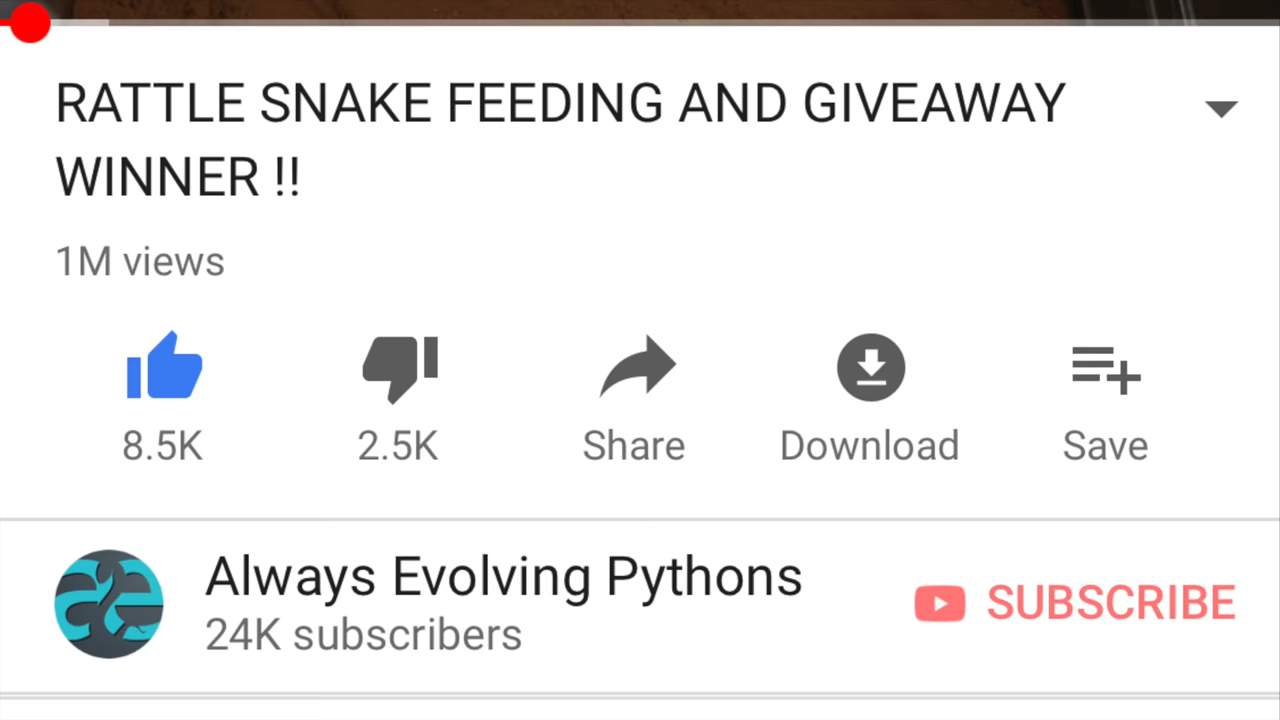 RATTLE SNAKE FEEDING AND GIVEAWAY
WINNER !!
1M views
8.5K 2.5K Share Download Save
Always Evolving Pythons
24K subscribers
SUBSCRIBE